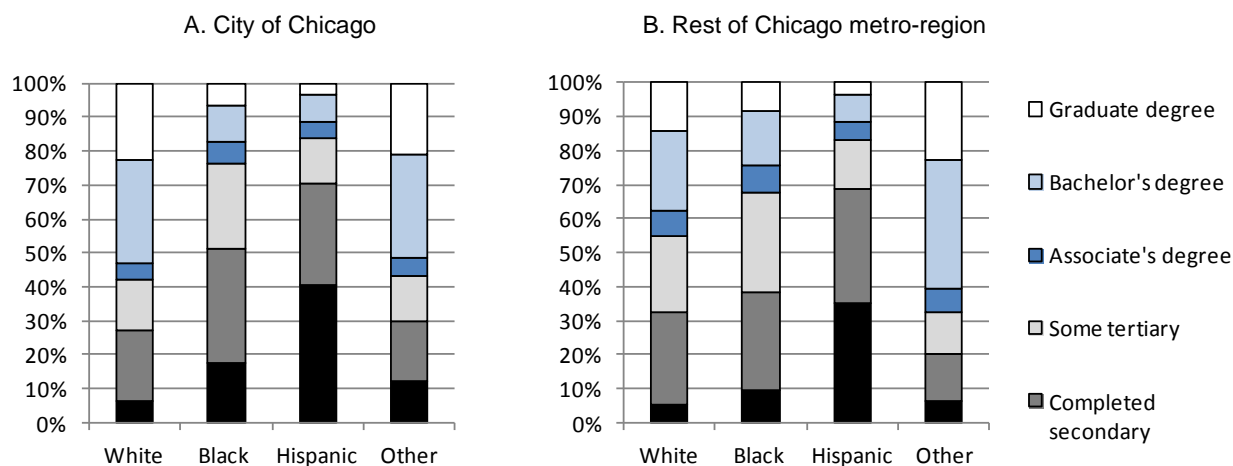 A. City of Chicago
100%
90%
80%
70%
60%
50%
40%
30%
20%
10%
0%
White Black Hispanic Other
B. Rest of Chicago metro-region
100%
90%
80%
70%
60%
50%
40%
30%
20%
10%
0%
White Black Hispanic Other
Graduate degree
Bachelor's degree
Associate's degree
Some tertiary
Completed
secondary